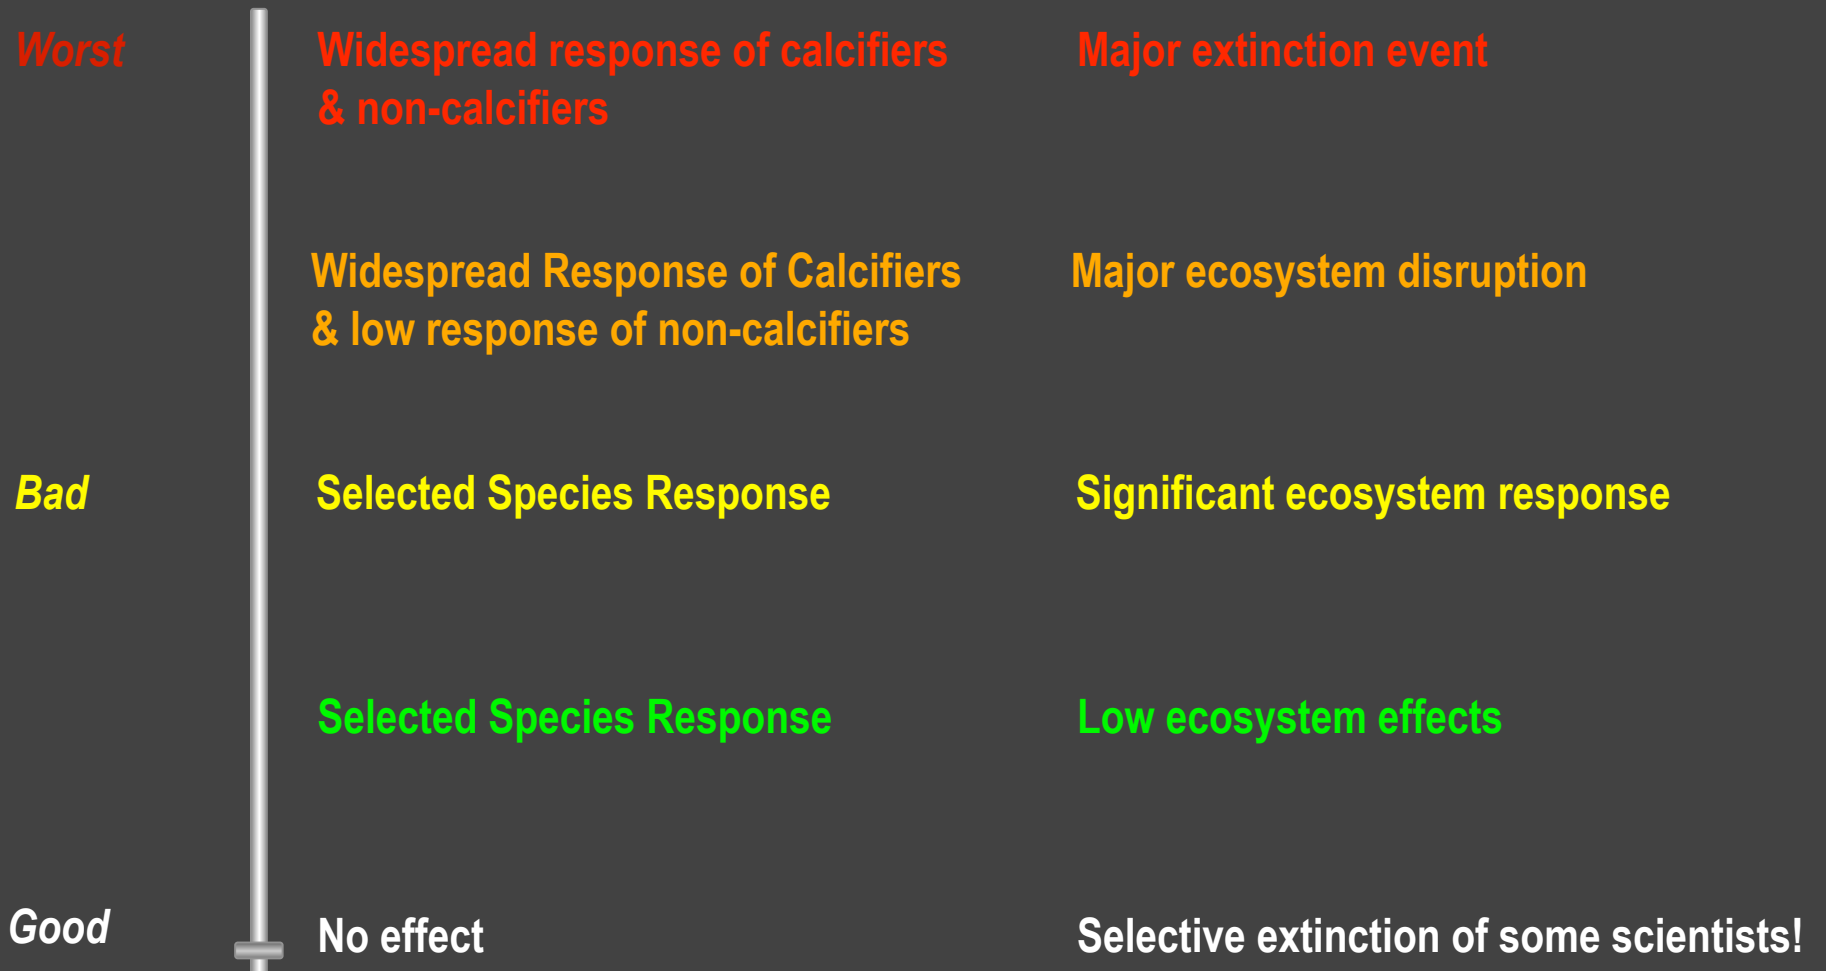 Worst
Widespread response of calcifiers
& non-calcifiers
Major extinction event
Widespread Response of Calcifiers
& low response of non-calcifiers
Major ecosystem disruption
Bad
Selected Species Response
Significant ecosystem response
Selected Species Response
Low ecosystem effects
Good
No effect
Selective extinction of some scientists!